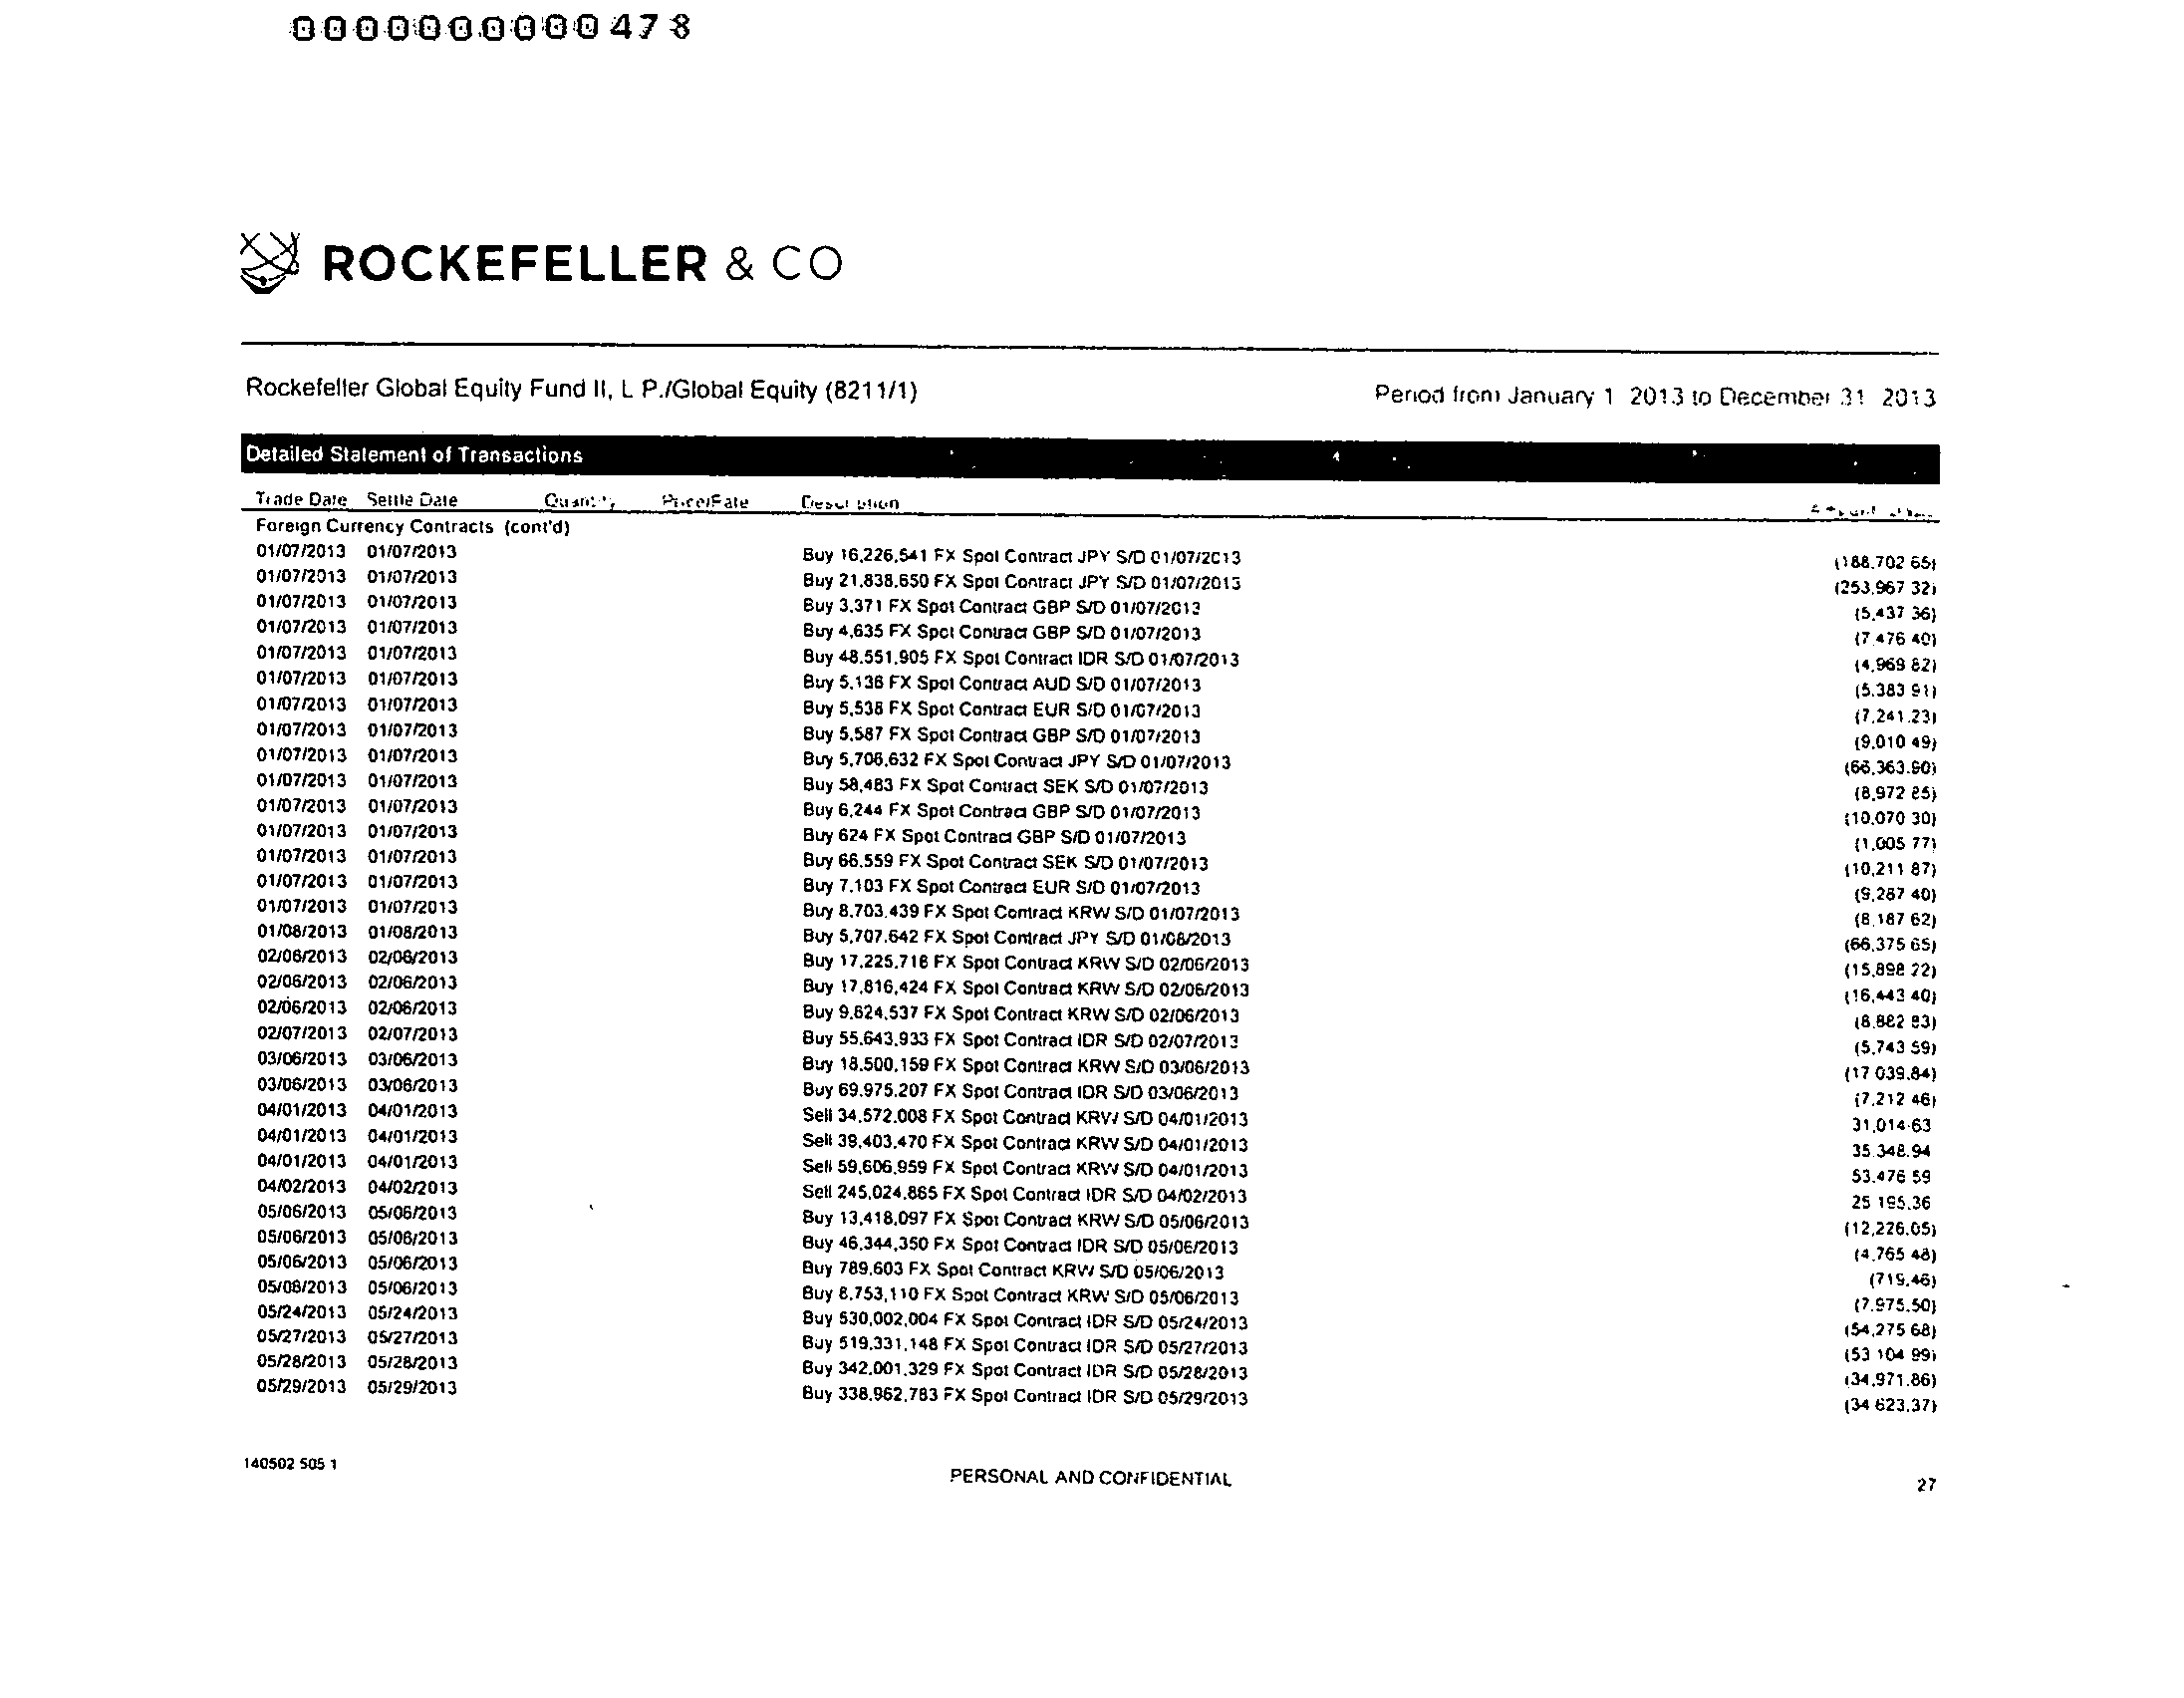 0000000000478
ROCKEFELLER & CO
Rockefeller Global Equity Fund II, L P./Global Equity (8211/1)
Period from January 1 2013 to December 31 2013
Detailed Statement of Transactions
Trade Date Settle Date Quantity Price/Rate Description
Foreign Currency Contracts (cont'd)
01/07/2013 01/07/2013 Buy 16,226,541 FX Spot Contract JPY S/D 01/07/2013 (188,702 65)
01/07/2013 01/07/2013 Buy 21,838,650 FX Spot Contract JPY S/D 01/07/2013 (253,967 32)
01/07/2013 01/07/2013 Buy 3,371 FX Spot Contract GBP S/D 01/07/2013 (5,437 36)
01/07/2013 01/07/2013 Buy 4,635 FX Spot Contract GBP S/D 01/07/2013 (7 476 40)
01/07/2013 01/07/2013 Buy 48,551,905 FX Spot Contract IDR S/D 01/07/2013 (4,969 82)
01/07/2013 01/07/2013 Buy 5,136 FX Spot Contract AUD S/D 01/07/2013 (5,383 91)
01/07/2013 01/07/2013 Buy 5,538 FX Spot Contract EUR S/D 01/07/2013 (7,241.23)
01/07/2013 01/07/2013 Buy 5,587 FX Spot Contract GBP S/D 01/07/2013 (9,010 49)
01/07/2013 01/07/2013 Buy 5,706,632 FX Spot Contract JPY S/D 01/07/2013 (66,363.90)
01/07/2013 01/07/2013 Buy 58,483 FX Spot Contract SEK S/D 01/07/2013 (8,972 85)
01/07/2013 01/07/2013 Buy 6,244 FX Spot Contract GBP S/D 01/07/2013 (10,070 30)
01/07/2013 01/07/2013 Buy 624 FX Spot Contract GBP S/D 01/07/2013 (1,005 77)
01/07/2013 01/07/2013 Buy 66,559 FX Spot Contract SEK S/D 01/07/2013 (10,211 87)
01/07/2013 01/07/2013 Buy 7,103 FX Spot Contract EUR S/D 01/07/2013 (9,287 40)
01/07/2013 01/07/2013 Buy 8,703,439 FX Spot Contract KRW S/D 01/07/2013 (8,187 62)
01/08/2013 01/08/2013 Buy 5,707,642 FX Spot Contract JPY S/D 01/08/2013 (66,375 65)
02/06/2013 02/06/2013 Buy 17,225,716 FX Spot Contract KRW S/D 02/06/2013 (15,898 22)
02/06/2013 02/06/2013 Buy 17,816,424 FX Spot Contract KRW S/D 02/06/2013 (16,443 40)
02/06/2013 02/06/2013 Buy 9,624,537 FX Spot Contract KRW S/D 02/06/2013 (8,882 83)
02/07/2013 02/07/2013 Buy 55,643,933 FX Spot Contract IDR S/D 02/07/2013 (5,743 59)
03/06/2013 03/06/2013 Buy 18,500,159 FX Spot Contract KRW S/D 03/06/2013 (17 039.84)
03/06/2013 03/06/2013 Buy 69,975,207 FX Spot Contract IDR S/D 03/06/2013 (7,212 46)
04/01/2013 04/01/2013 Sell 34,572,008 FX Spot Contract KRW S/D 04/01/2013 31,014.63
04/01/2013 04/01/2013 Sell 39,403,470 FX Spot Contract KRW S/D 04/01/2013 35 348.94
04/01/2013 04/01/2013 Sell 59,606,959 FX Spot Contract KRW S/D 04/01/2013 53,476 59
04/02/2013 04/02/2013 Sell 245,024,865 FX Spot Contract IDR S/D 04/02/2013 25 195.36
05/06/2013 05/06/2013 Buy 13,418,097 FX Spot Contract KRW S/D 05/06/2013 (12,226.05)
05/06/2013 05/06/2013 Buy 46,344,350 FX Spot Contract IDR S/D 05/06/2013 (4,765 48)
05/06/2013 05/06/2013 Buy 789,603 FX Spot Contract KRW S/D 05/06/2013 (719.46)
05/06/2013 05/06/2013 Buy 8,753,110 FX Spot Contract KRW S/D 05/06/2013 (7,975.50)
05/24/2013 05/24/2013 Buy 530,002,004 FX Spot Contract IDR S/D 05/24/2013 (54,275 68)
05/27/2013 05/27/2013 Buy 519,331,148 FX Spot Contract IDR S/D 05/27/2013 (53 104 99)
05/28/2013 05/28/2013 Buy 342,001,329 FX Spot Contract IDR S/D 05/28/2013 (34,971.86)
05/29/2013 05/29/2013 Buy 338,962,783 FX Spot Contract IDR S/D 05/29/2013 (34 623.37)
140502 505 1
PERSONAL AND CONFIDENTIAL
27